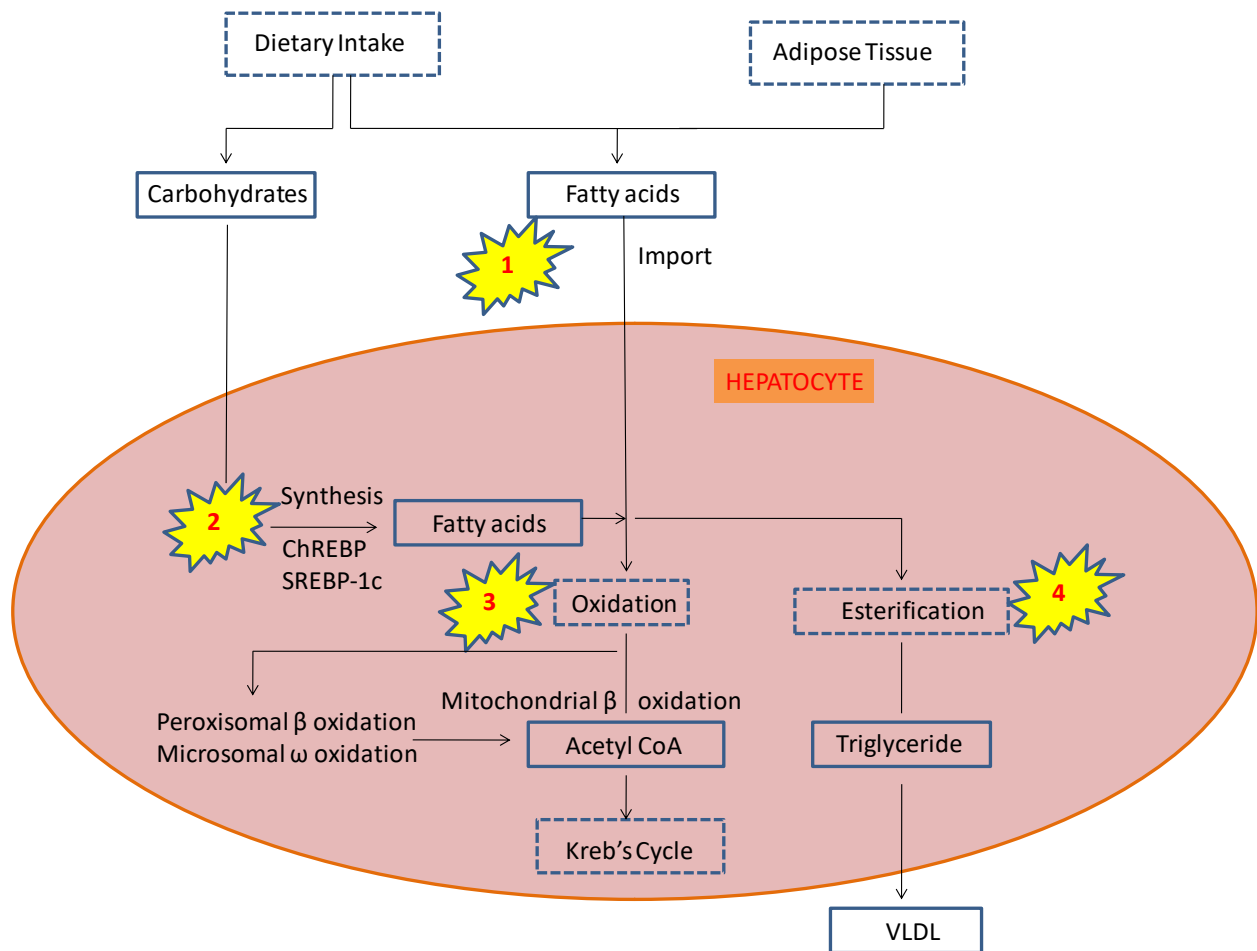 Dietary Intake
Adipose Tissue
Carbohydrates
Fatty acids
1
Import
HEPATOCYTE
2
Synthesis
ChREBP
SREBP-1c
Fatty acids
3
Oxidation
Esterification
4
Mitochondrial β oxidation
Peroxisomal β oxidation
Microsomal ω oxidation
Acetyl CoA
Triglyceride
Kreb's Cycle
VLDL